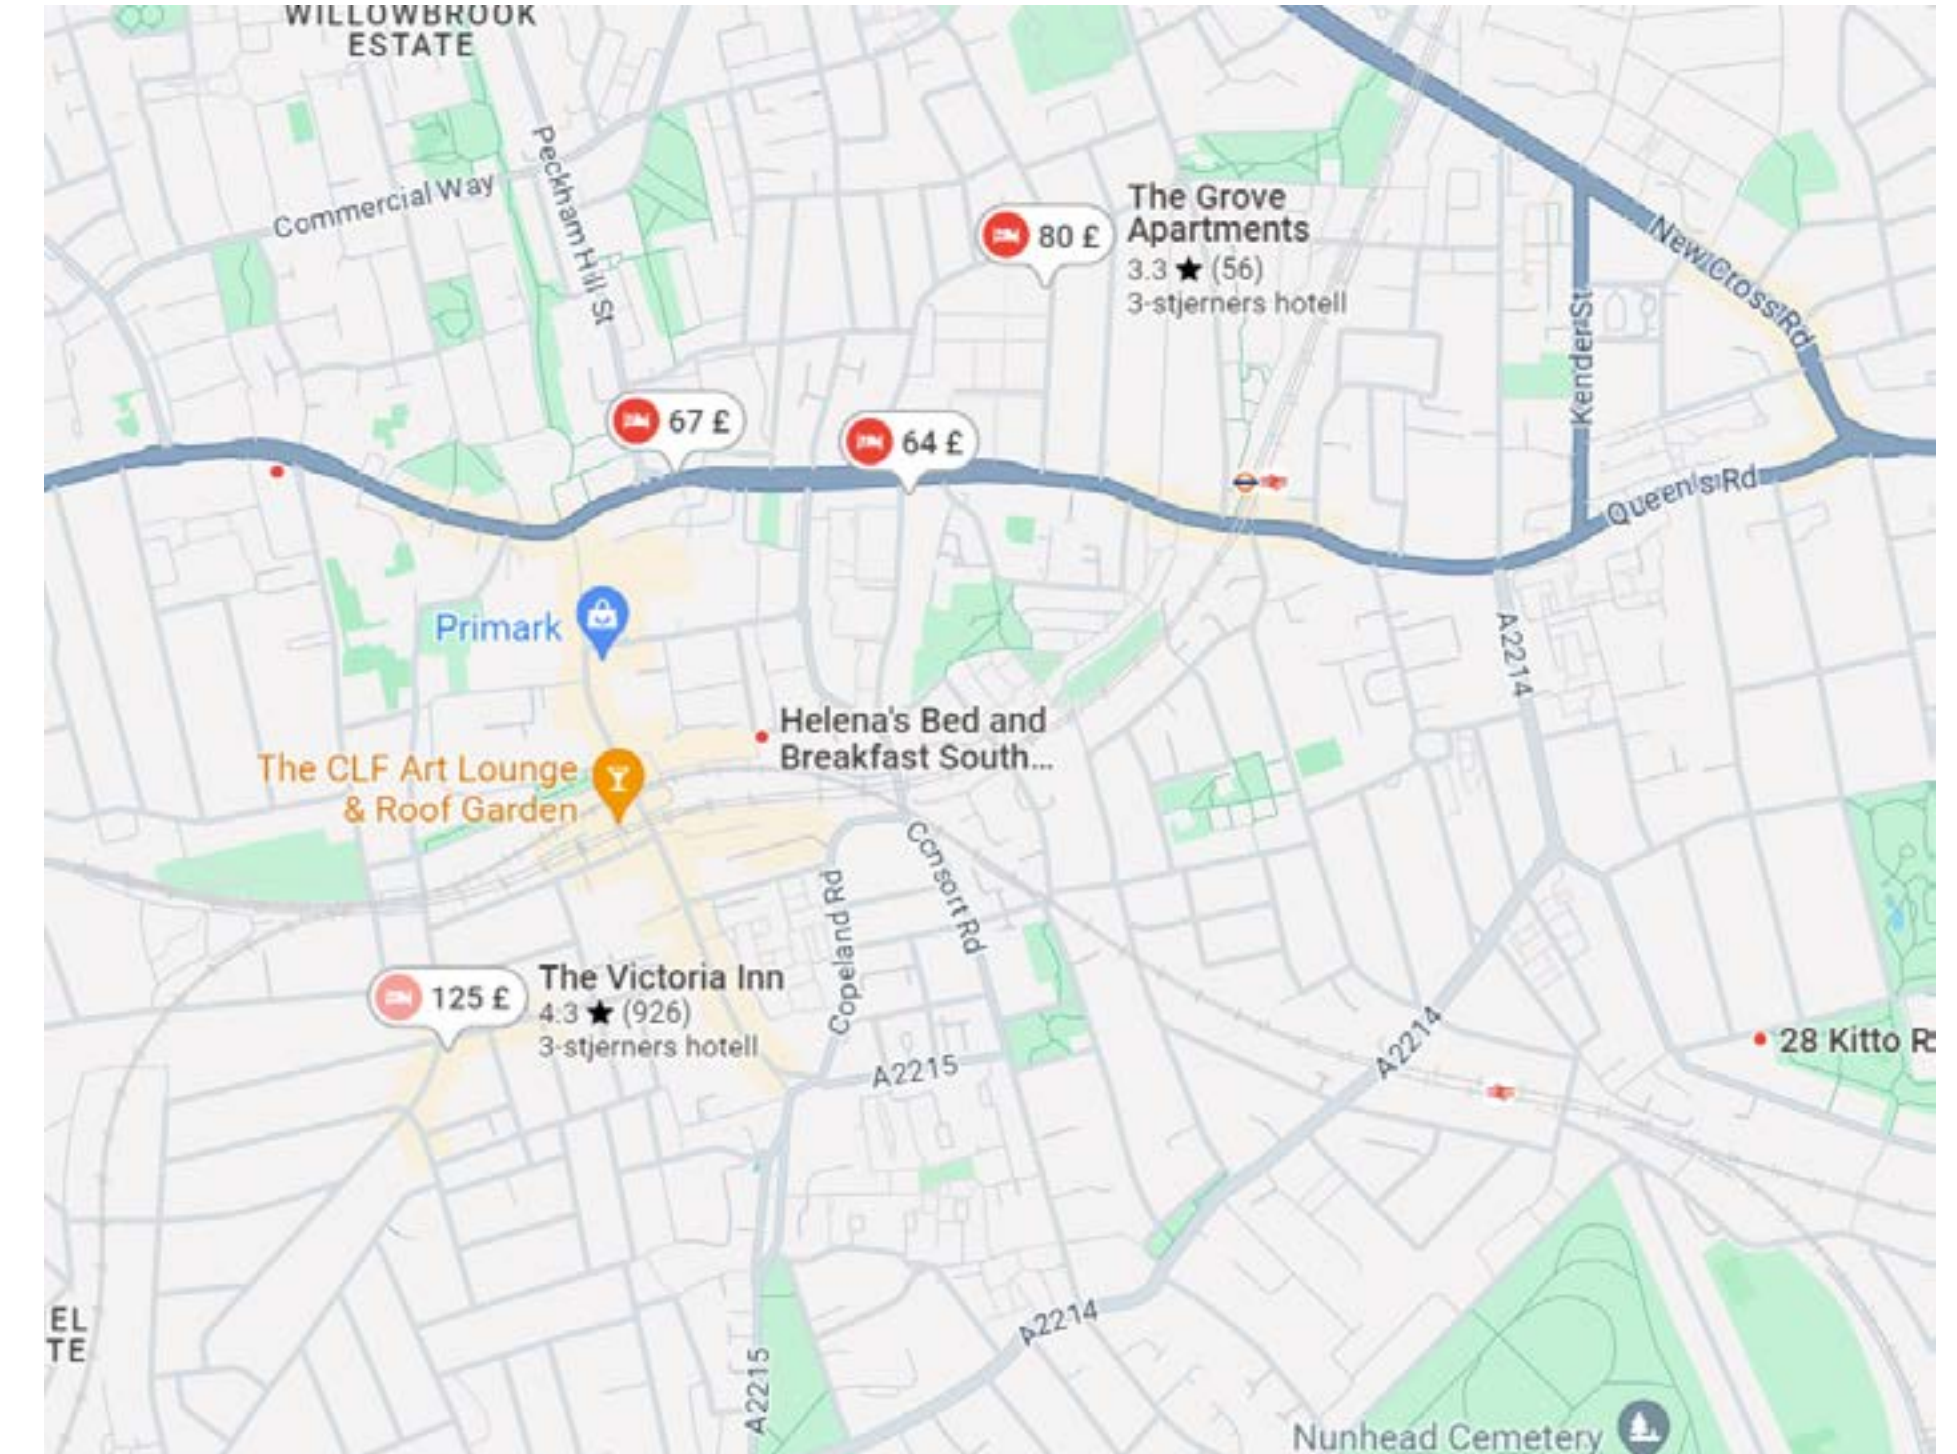 WILLOWBROOK
ESTATE
Peckham Hill St
Commercial Way
80 £
The Grove
Apartments
3.3 ★ (56)
3-stjerners hotell
New Cross Rd
Kender St
67 £
64 £
Queen's Rd
Primark
A2214
Helena's Bed and
Breakfast South...
The CLF Art Lounge
& Roof Garden
Consort Rd
Copeland Rd
125 £
The Victoria Inn
4.3 ★ (926)
3-stjerners hotell
A2215
A2214
28 Kitto
EL
TE
A2214
A2215
Nunhead Cemetery